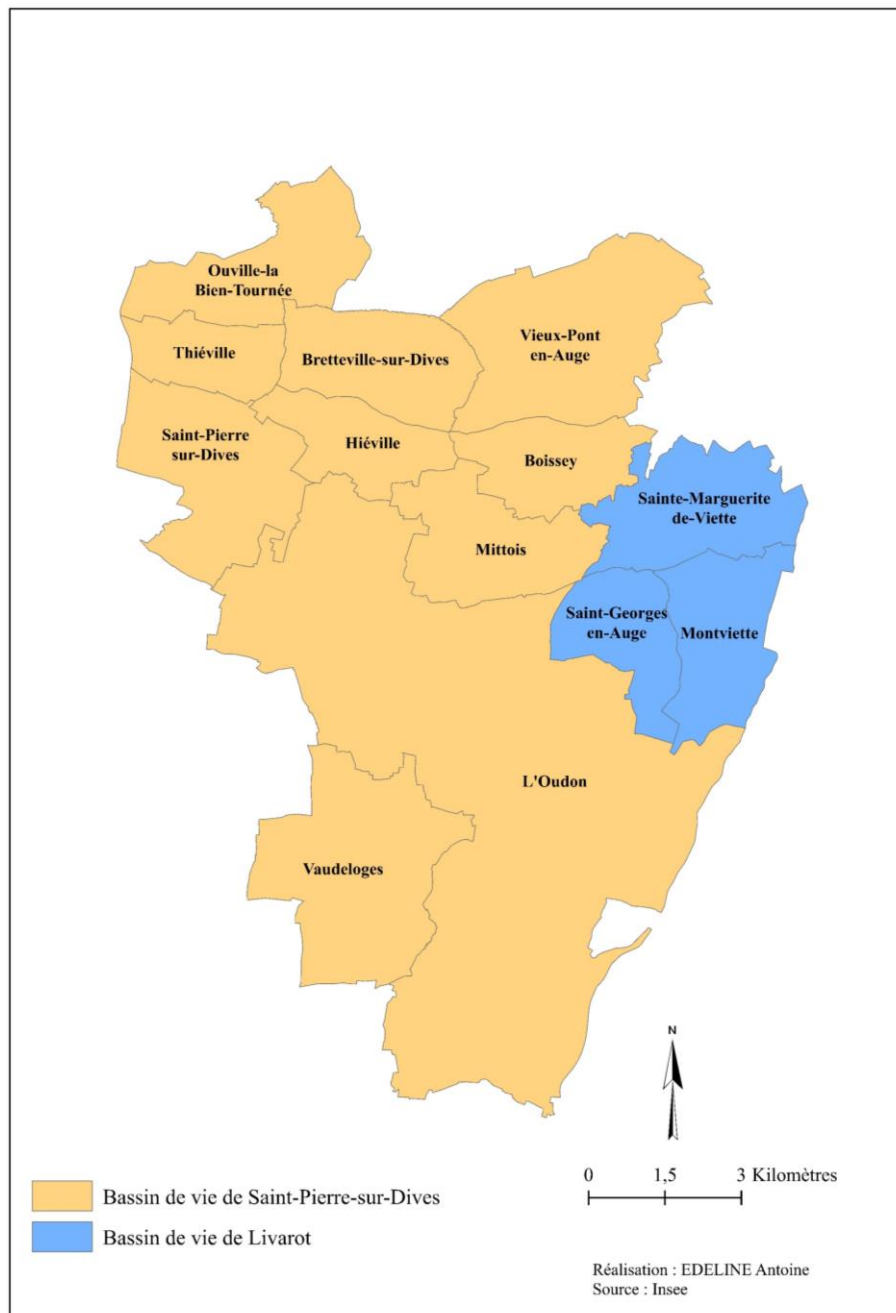 Ouville-la
Bien-Tournée
Vieux-Pont
en-Auge
Thiéville
Bretteville-sur-Dives
Saint-Pierre
sur-Dives
Hiéville
Boissey
Sainte-Marguerite
de-Viette
Mittois
Saint-Georges
en-Auge
Montviette
L'Oudon
Vaudeloges
N
0 1,5 3 Kilomètres
Bassin de vie de Saint-Pierre-sur-Dives
Bassin de vie de Livarot
Réalisation : EDELINE Antoine
Source : Insee